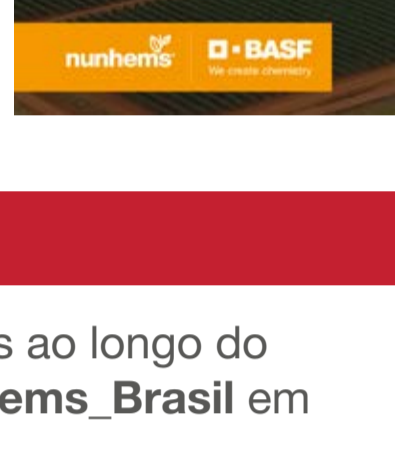 nunhems
BASF
We create chemistry
s ao longo do
ems_Brasil em